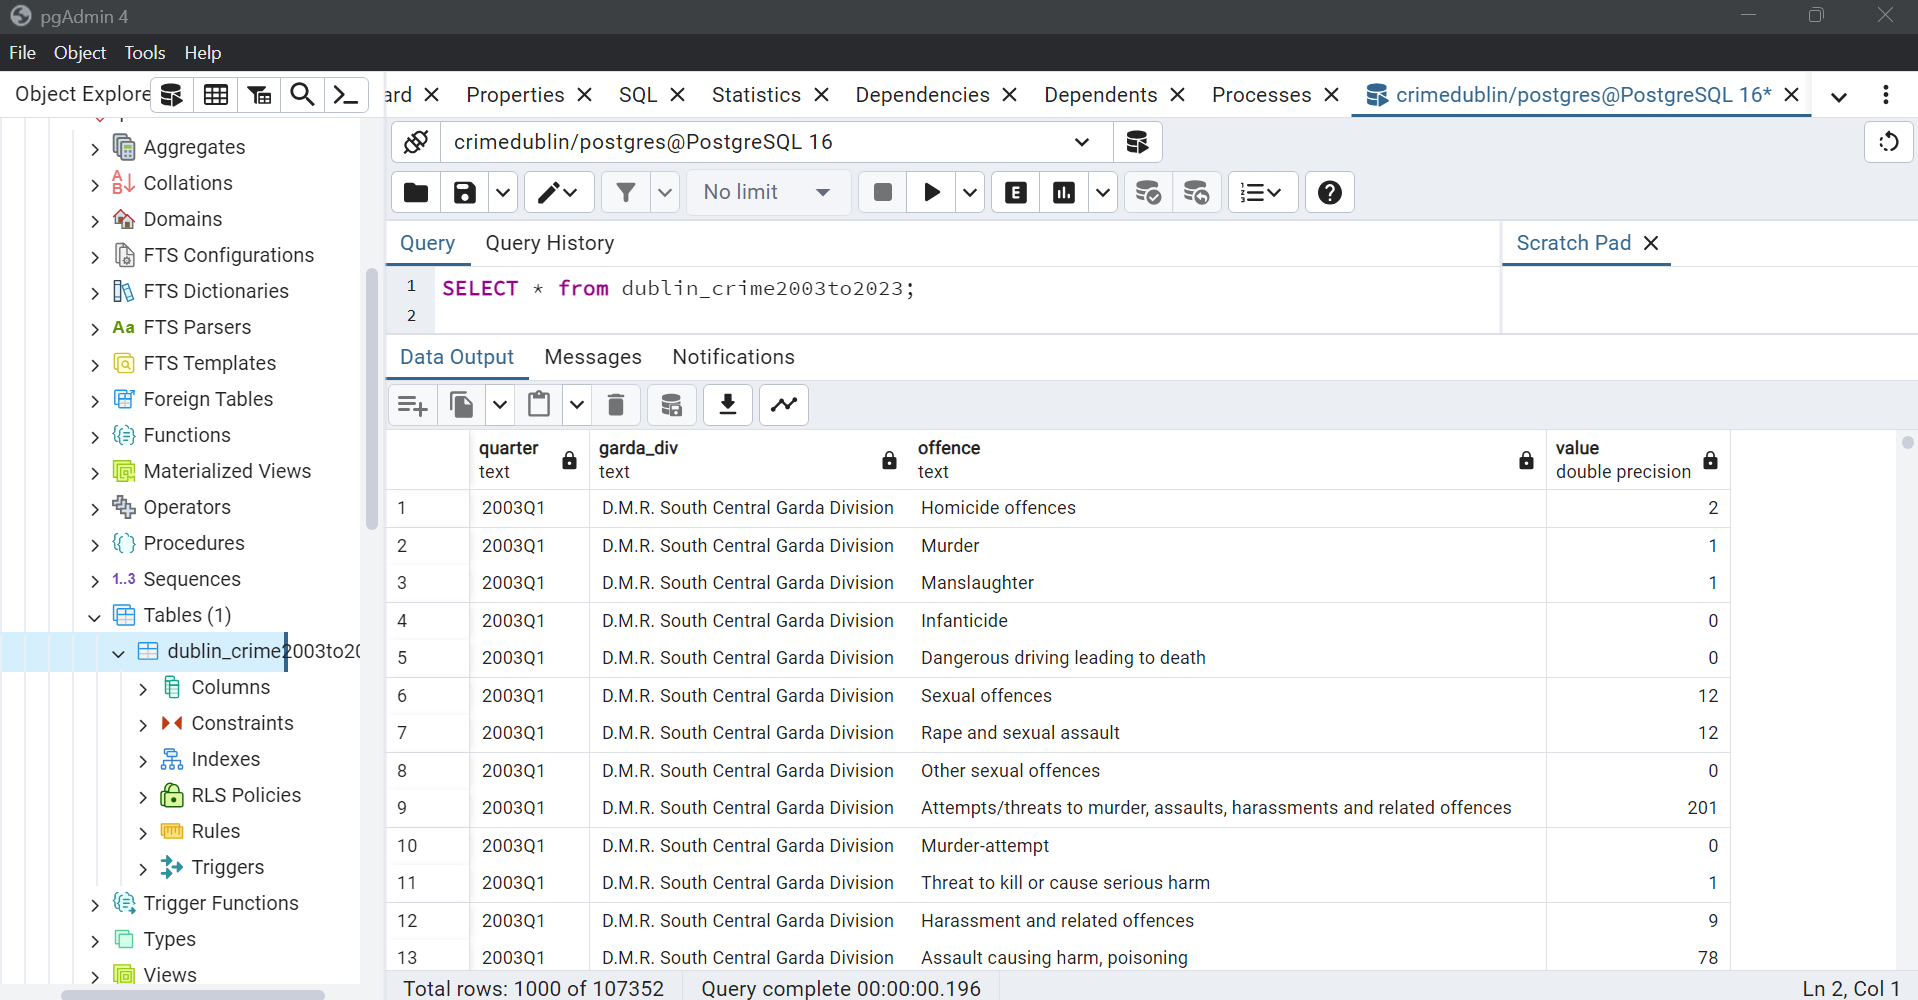 pgAdmin 4
File Object Tools Help
Object Explore
ard Properties SQL Statistics Dependencies Dependents Processes crimedublin/postgres@PostgreSQL 16*
crimedublin/postgres@PostgreSQL 16
No limit
E
Query Query History Scratch Pad
1 SELECT * from dublin_crime2003to2023;
2
Data Output Messages Notifications
quarter text garda_div text offence text value double precision
1 2003Q1 D.M.R. South Central Garda Division Homicide offences 2
2 2003Q1 D.M.R. South Central Garda Division Murder 1
3 2003Q1 D.M.R. South Central Garda Division Manslaughter 1
4 2003Q1 D.M.R. South Central Garda Division Infanticide 0
5 2003Q1 D.M.R. South Central Garda Division Dangerous driving leading to death 0
6 2003Q1 D.M.R. South Central Garda Division Sexual offences 12
7 2003Q1 D.M.R. South Central Garda Division Rape and sexual assault 12
8 2003Q1 D.M.R. South Central Garda Division Other sexual offences 0
9 2003Q1 D.M.R. South Central Garda Division Attempts/threats to murder, assaults, harassments and related offences 201
10 2003Q1 D.M.R. South Central Garda Division Murder-attempt 0
11 2003Q1 D.M.R. South Central Garda Division Threat to kill or cause serious harm 1
12 2003Q1 D.M.R. South Central Garda Division Harassment and related offences 9
13 2003Q1 D.M.R. South Central Garda Division Assault causing harm, poisoning 78
Total rows: 1000 of 107352 Query complete 00:00:00.196 Ln 2, Col 1
Aggregates
Collations
Domains
FTS Configurations
FTS Dictionaries
Aa FTS Parsers
FTS Templates
Foreign Tables
Functions
Materialized Views
Operators
Procedures
1..3 Sequences
Tables (1)
dublin_crime2003to20
Columns
Constraints
Indexes
RLS Policies
Rules
Triggers
Trigger Functions
Types
Views